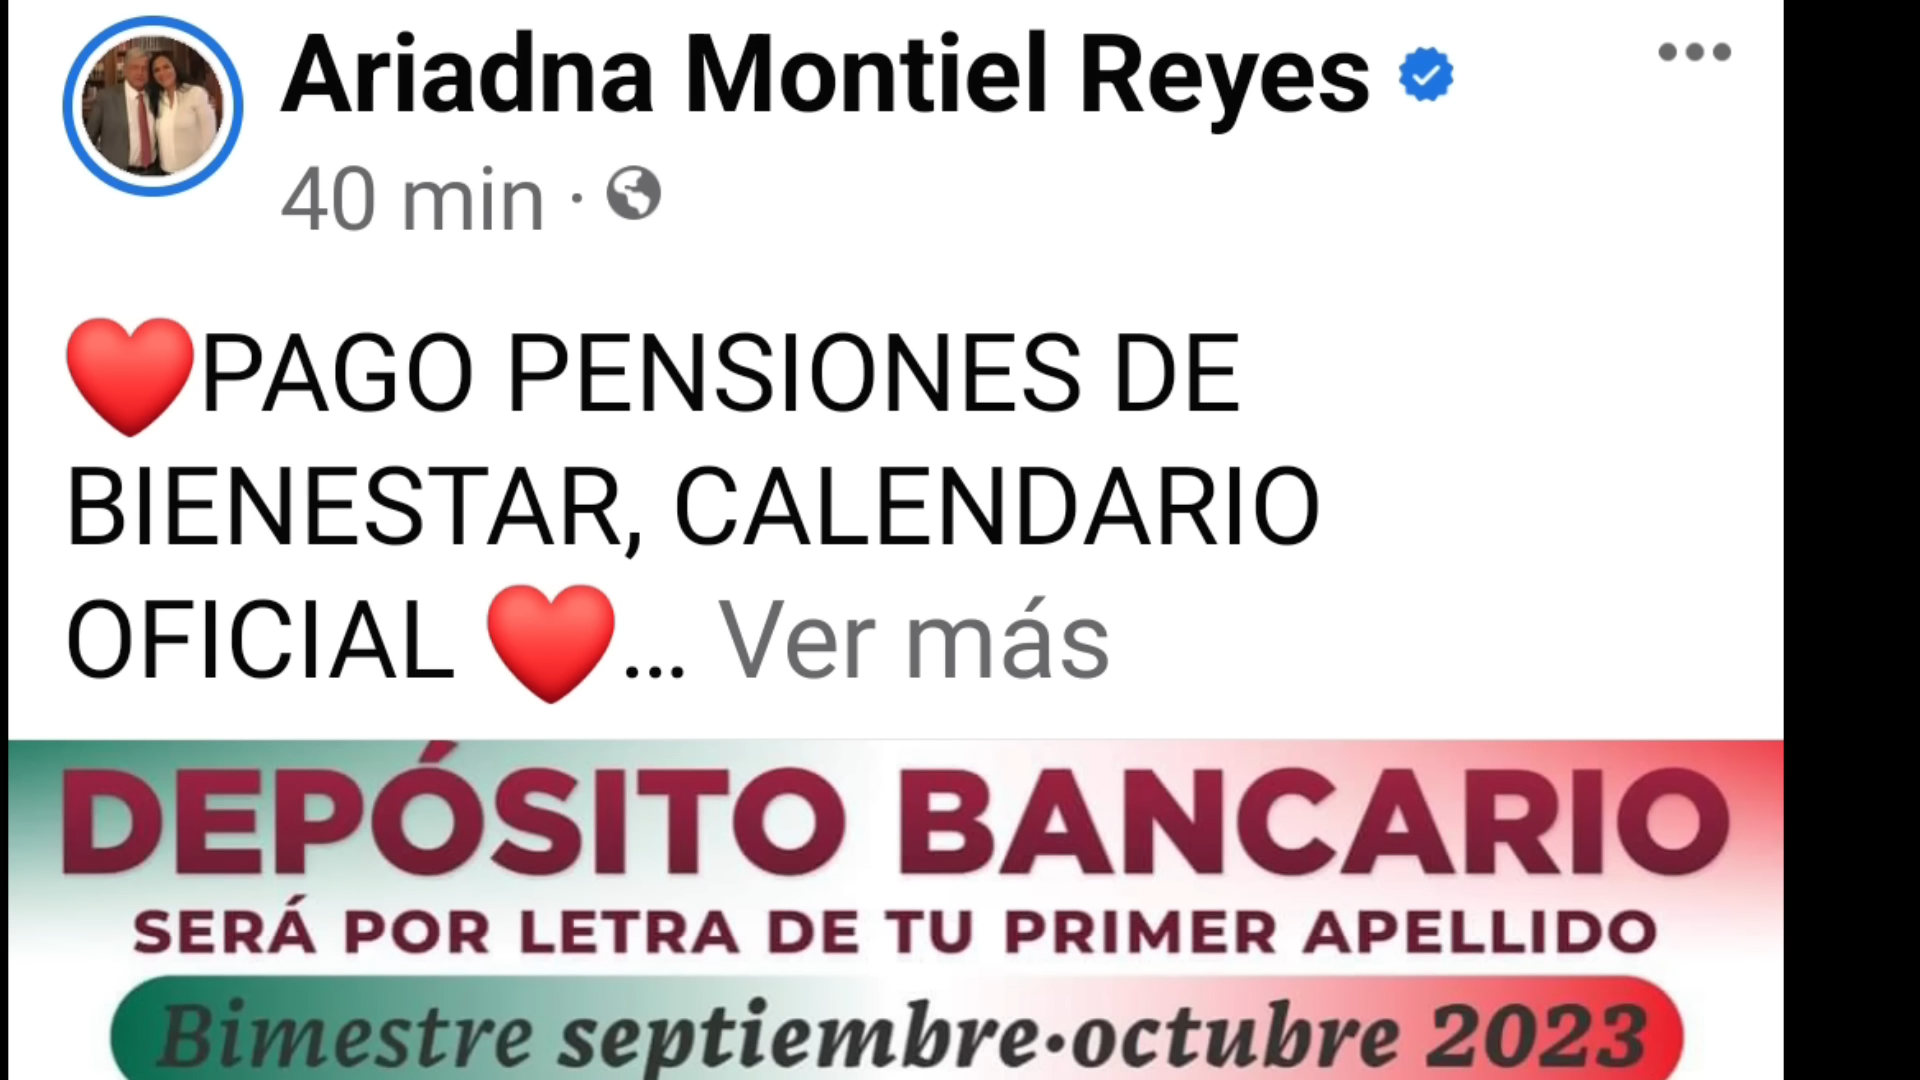 Ariadna Montiel Reyes
40 min ·
❤️PAGO PENSIONES DE
BIENESTAR, CALENDARIO
OFICIAL ❤️... Ver más
DEPÓSITO BANCARIO
SERÁ POR LETRA DE TU PRIMER APELLIDO
Bimestre septiembre•octubre 2023